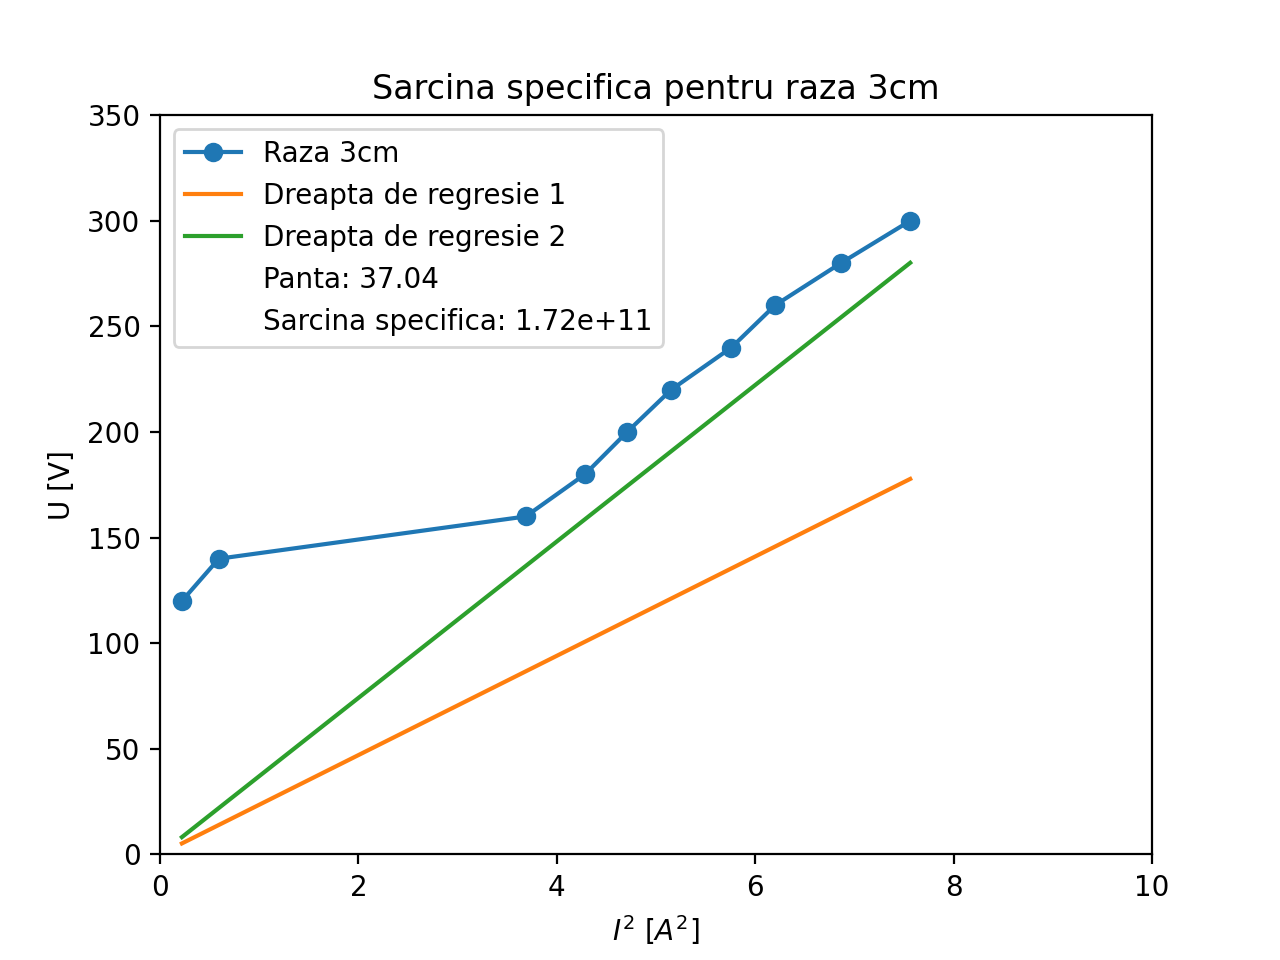 Sarcina specifica pentru raza 3cm
350
300
250
200
150
100
50
0
U [V]
Raza 3cm
Dreapta de regresie 1
Dreapta de regresie 2
Panta: 37.04
Sarcina specifica: 1.72e+11
0 2 4 6 8 10
I² [A²]